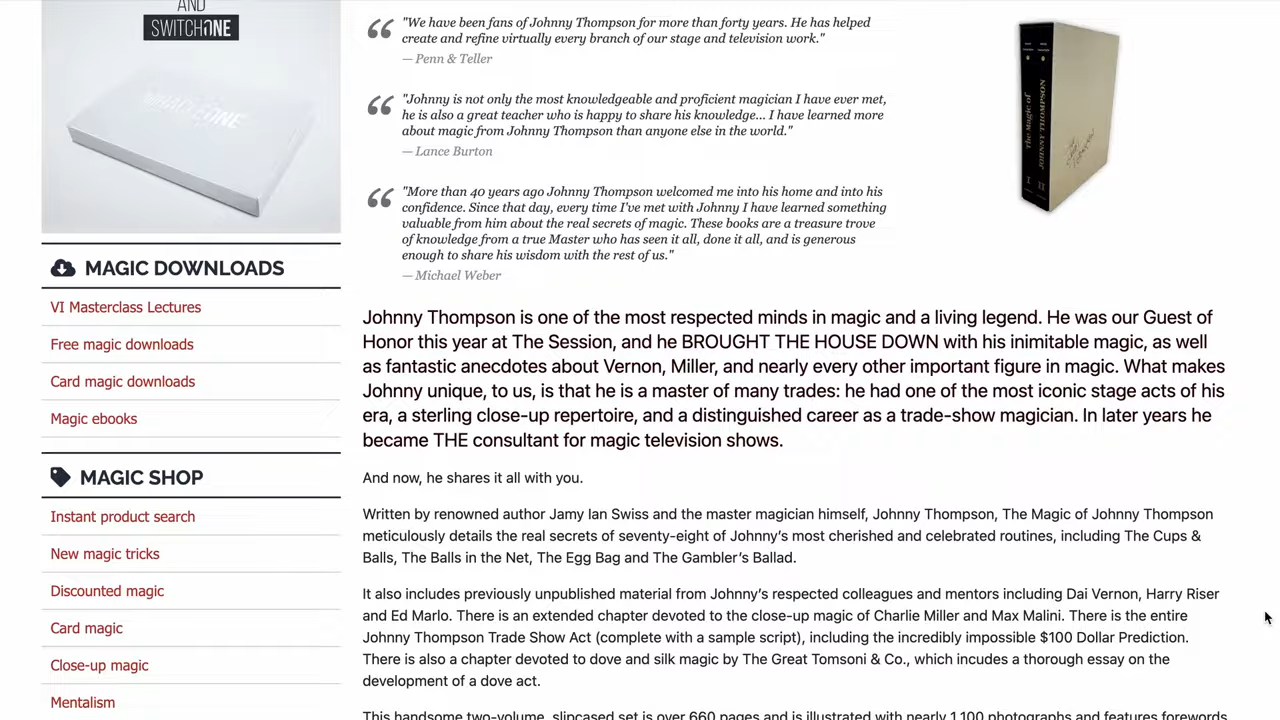 AND
SWITCHONE
"We have been fans of Johnny Thompson for more than forty years. He has helped
create and refine virtually every branch of our stage and television work."
— Penn & Teller
"Johnny is not only the most knowledgeable and proficient magician I have ever met,
he is also a great teacher who is happy to share his knowledge... I have learned more
about magic from Johnny Thompson than anyone else in the world."
— Lance Burton
"More than 40 years ago Johnny Thompson welcomed me into his home and into his
confidence. Since that day, every time I've met with Johnny I have learned something
valuable from him about the real secrets of magic. These books are a treasure trove
of knowledge from a true Master who has seen it all, done it all, and is generous
enough to share his wisdom with the rest of us."
— Michael Weber
The Magic of
JOHNNY THOMPSON
I
II
MAGIC DOWNLOADS
VI Masterclass Lectures
Free magic downloads
Card magic downloads
Magic ebooks
MAGIC SHOP
Instant product search
New magic tricks
Discounted magic
Card magic
Close-up magic
Mentalism
Johnny Thompson is one of the most respected minds in magic and a living legend. He was our Guest of
Honor this year at The Session, and he BROUGHT THE HOUSE DOWN with his inimitable magic, as well
as fantastic anecdotes about Vernon, Miller, and nearly every other important figure in magic. What makes
Johnny unique, to us, is that he is a master of many trades: he had one of the most iconic stage acts of his
era, a sterling close-up repertoire, and a distinguished career as a trade-show magician. In later years he
became THE consultant for magic television shows.
And now, he shares it all with you.
Written by renowned author Jamy Ian Swiss and the master magician himself, Johnny Thompson, The Magic of Johnny Thompson
meticulously details the real secrets of seventy-eight of Johnny's most cherished and celebrated routines, including The Cups &
Balls, The Balls in the Net, The Egg Bag and The Gambler's Ballad.
It also includes previously unpublished material from Johnny's respected colleagues and mentors including Dai Vernon, Harry Riser
and Ed Marlo. There is an extended chapter devoted to the close-up magic of Charlie Miller and Max Malini. There is the entire
Johnny Thompson Trade Show Act (complete with a sample script), including the incredibly impossible $100 Dollar Prediction.
There is also a chapter devoted to dove and silk magic by The Great Tomsoni & Co., which incudes a thorough essay on the
development of a dove act.
This handsome two-volume, slipcased set is over 660 pages and is illustrated with nearly 1,100 photographs and features forewords